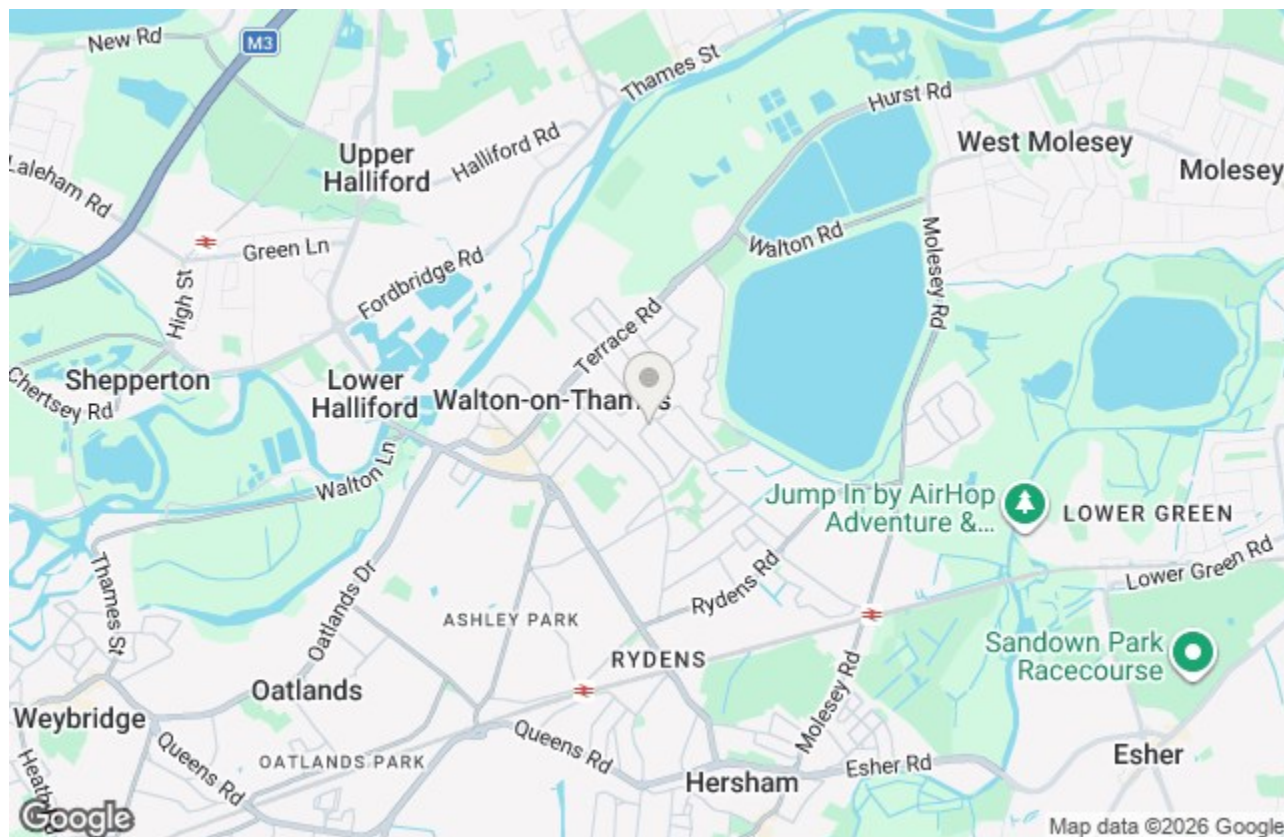 New Rd
M3
Thames St
Hurst Rd
West Molesey
Molesey
Upper
Halliford
Halliford Rd
Laleham Rd
Green Ln
Walton Rd
Molesey Rd
High St
Fordbridge Rd
Terrace Rd
Shepperton
Lower
Halliford
Walton-on-Thames
Chertsey Rd
Walton Ln
Jump In by AirHop
Adventure &...
LOWER GREEN
Thames St
Oatlands Dr
Rydens Rd
Lower Green Rd
ASHLEY PARK
RYDENS
Sandown Park
Racecourse
Oatlands
Molesey Rd
Weybridge
Queens Rd
OATLANDS PARK
Queens Rd
Hersham
Esher Rd
Esher
Google
Map data ©2026 Google